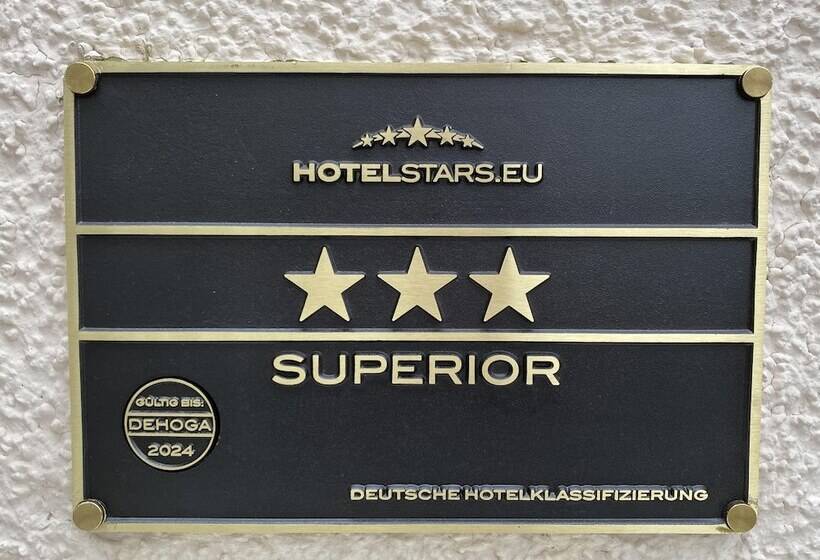 HOTELSTARS.EU
SUPERIOR
GÜLTIG BIS:
DEHOGA
2024
DEUTSCHE HOTELKLASSIFIZIERUNG